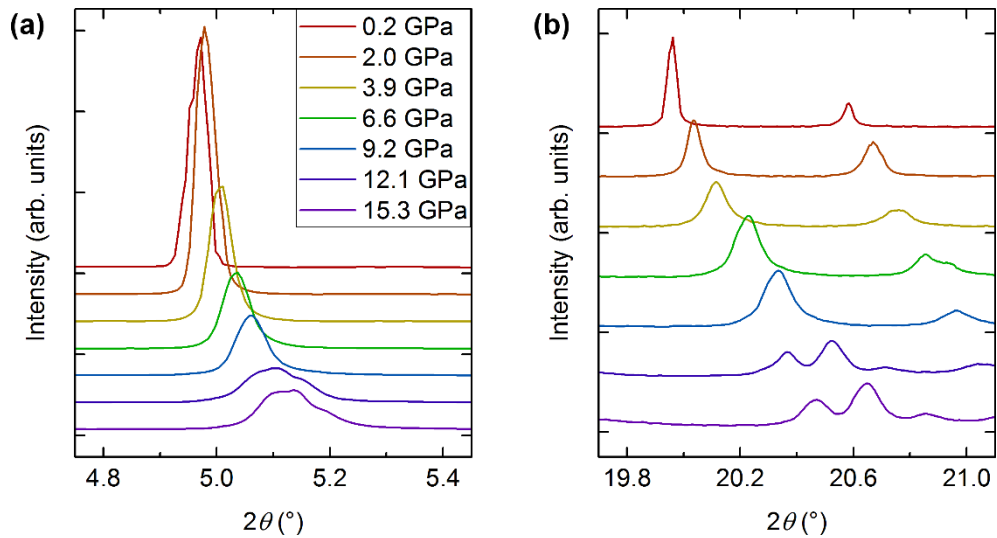 (a)
0.2 GPa
2.0 GPa
3.9 GPa
6.6 GPa
9.2 GPa
12.1 GPa
15.3 GPa
Intensity (arb. units)
4.8 5.0 5.2 5.4
2θ (°)
(b)
Intensity (arb. units)
19.8 20.2 20.6 21.0
2θ (°)